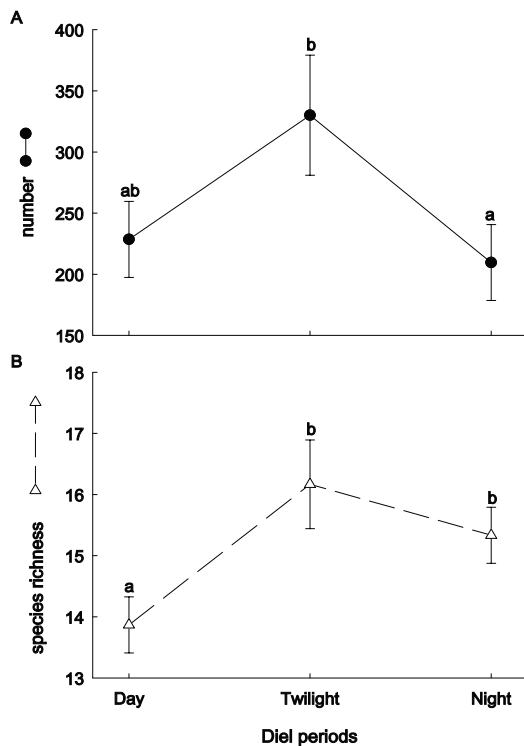 A
400
350
300
250
200
150
number
ab
b
a
B
18
17
16
15
14
13
species richness
a
b
b
Day Twilight Night
Diel periods